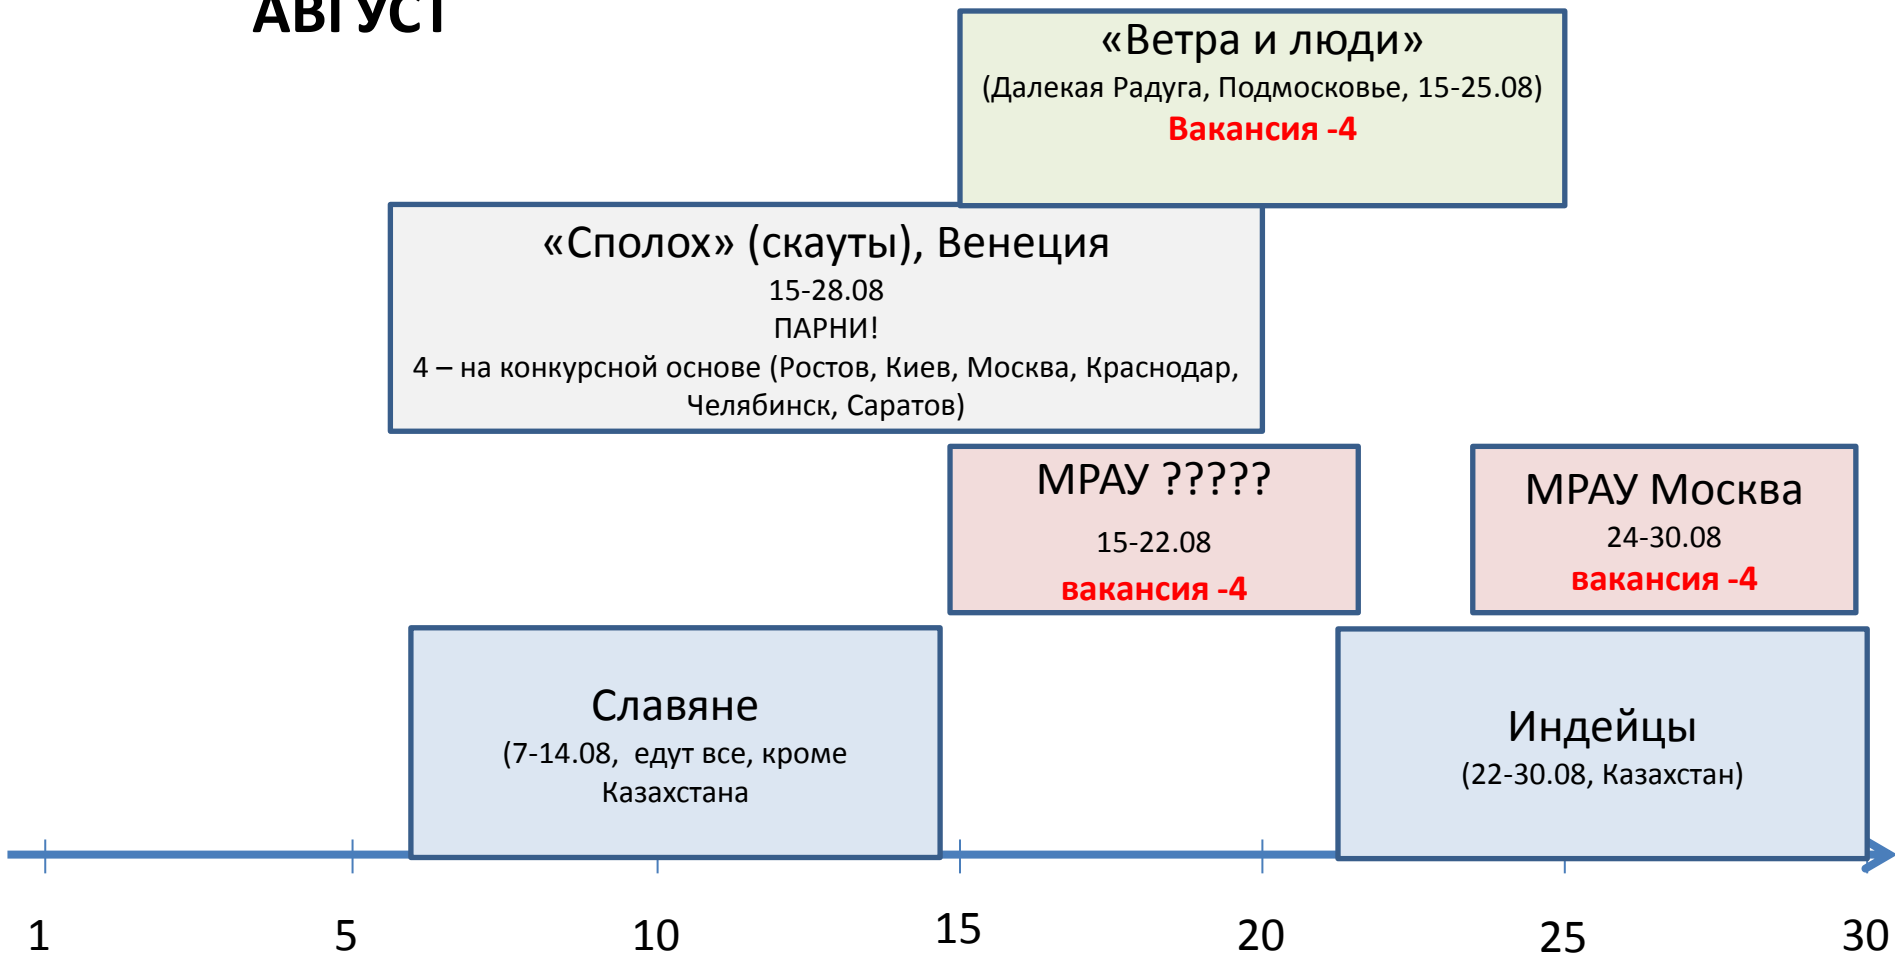 АВГУСТ
«Ветра и люди»
(Далекая Радуга, Подмосковье, 15-25.08)
Вакансия -4
«Сполох» (скауты), Венеция
15-28.08
ПАРНИ!
4 – на конкурсной основе (Ростов, Киев, Москва, Краснодар,
Челябинск, Саратов)
МРАУ ?????
15-22.08
вакансия -4
МРАУ Москва
24-30.08
вакансия -4
Славяне
(7-14.08, едут все, кроме
Казахстана
Индейцы
(22-30.08, Казахстан)
1 5 10 15 20 25 30